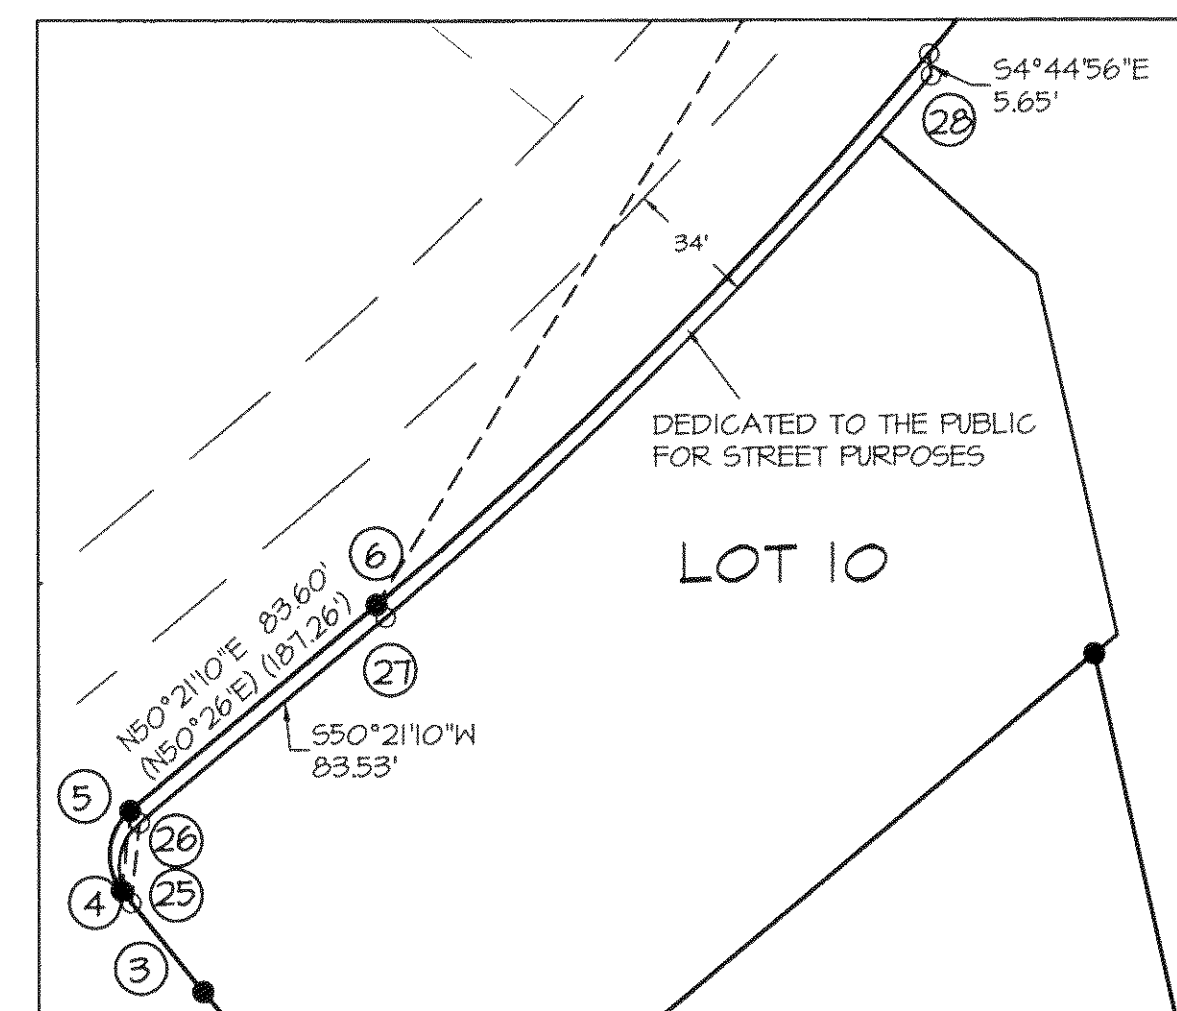 S4°44'56"E
5.65'
28
34'
DEDICATED TO THE PUBLIC
FOR STREET PURPOSES
LOT 10
6
N50°21'10"E 83.60'
(N50°26'E) (187.26')
27
S50°21'10"W
83.53'
5
26
25
4
3